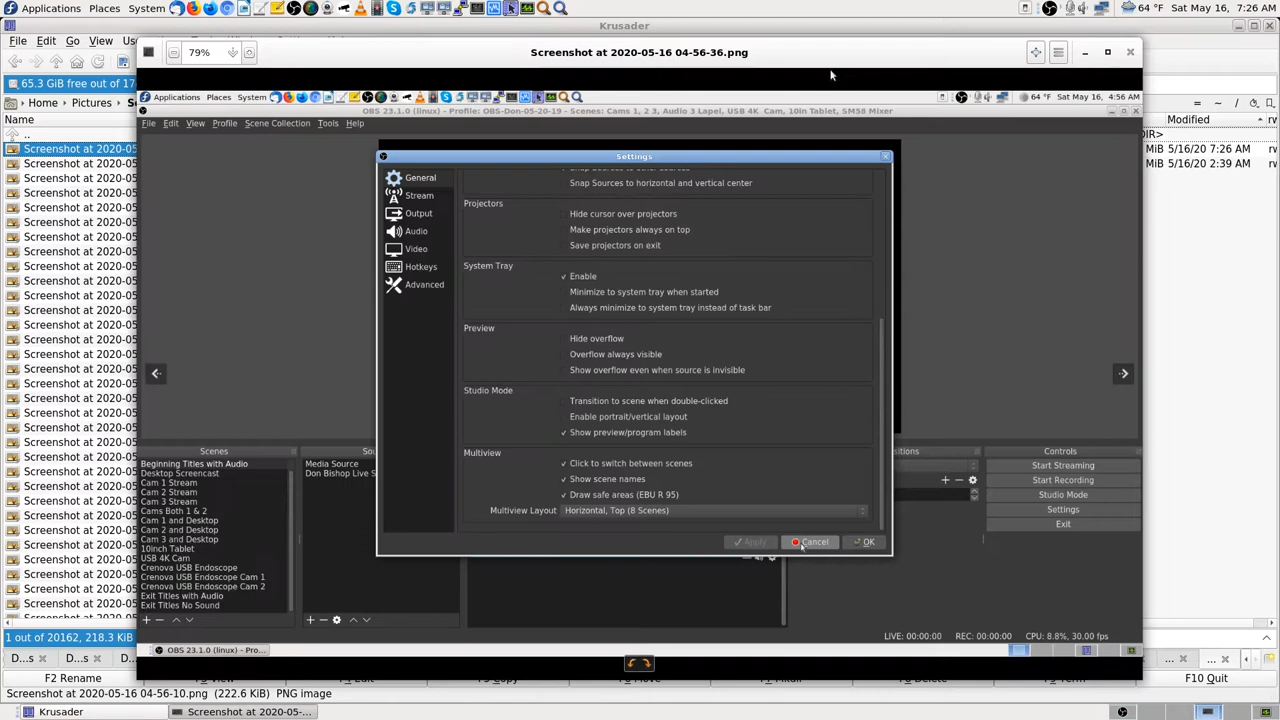 Applications Places System 64 °F Sat May 16, 7:26 AM
Krusader
File Edit View Go
65.3 GiB free out of 17
Home Pictures
Name Modified
..
Screenshot at 2020-05 MiB 5/16/20 7:26 AM
Screenshot at 2020-05 MiB 5/16/20 2:39 AM
79% Screenshot at 2020-05-16 04-56-36.png
Applications Places System 64 °F Sat May 16, 4:56 AM
OBS 23.1.0 (linux) - Profile: OBS-Don-05-20-19 - Scenes: Cams 1, 2 3, Audio 3 Lapel, USB 4K Cam, 10in Tablet, SM58 Mixer
File Edit View Profile Scene Collection Tools Help
Settings
General
Stream
Output
Audio
Video
Hotkeys
Advanced
Snap Sources to other sources
Snap Sources to horizontal and vertical center
Projectors
Hide cursor over projectors
Make projectors always on top
Save projectors on exit
System Tray
Enable
Minimize to system tray when started
Always minimize to system tray instead of task bar
Preview
Hide overflow
Overflow always visible
Show overflow even when source is invisible
Studio Mode
Transition to scene when double-clicked
Enable portrait/vertical layout
Show preview/program labels
Multiview
Click to switch between scenes
Show scene names
Draw safe areas (EBU R 95)
Multiview Layout Horizontal, Top (8 Scenes)
Apply Cancel OK
Scenes
Beginning Titles with Audio
Desktop Screencast
Cam 1 Stream
Cam 2 Stream
Cam 3 Stream
Cams Both 1 & 2
Cam 1 and Desktop
Cam 2 and Desktop
Cam 3 and Desktop
10Inch Tablet
USB 4K Cam
Crenova USB Endoscope
Crenova USB Endoscope Cam 1
Crenova USB Endoscope Cam 2
Exit Titles with Audio
Exit Titles No Sound
Media Source
Don Bishop Live S
Controls
Start Streaming
Start Recording
Studio Mode
Settings
Exit
LIVE: 00:00:00 REC: 00:00:00 CPU: 8.8%, 30.00 fps
OBS 23.1.0 (linux) - Pro...
1 out of 20162, 218.3 KiB
D...s D...s
F2 Rename F10 Quit
Screenshot at 2020-05-16 04-56-10.png (222.6 KiB) PNG image
Krusader Screenshot at 2020-05-...